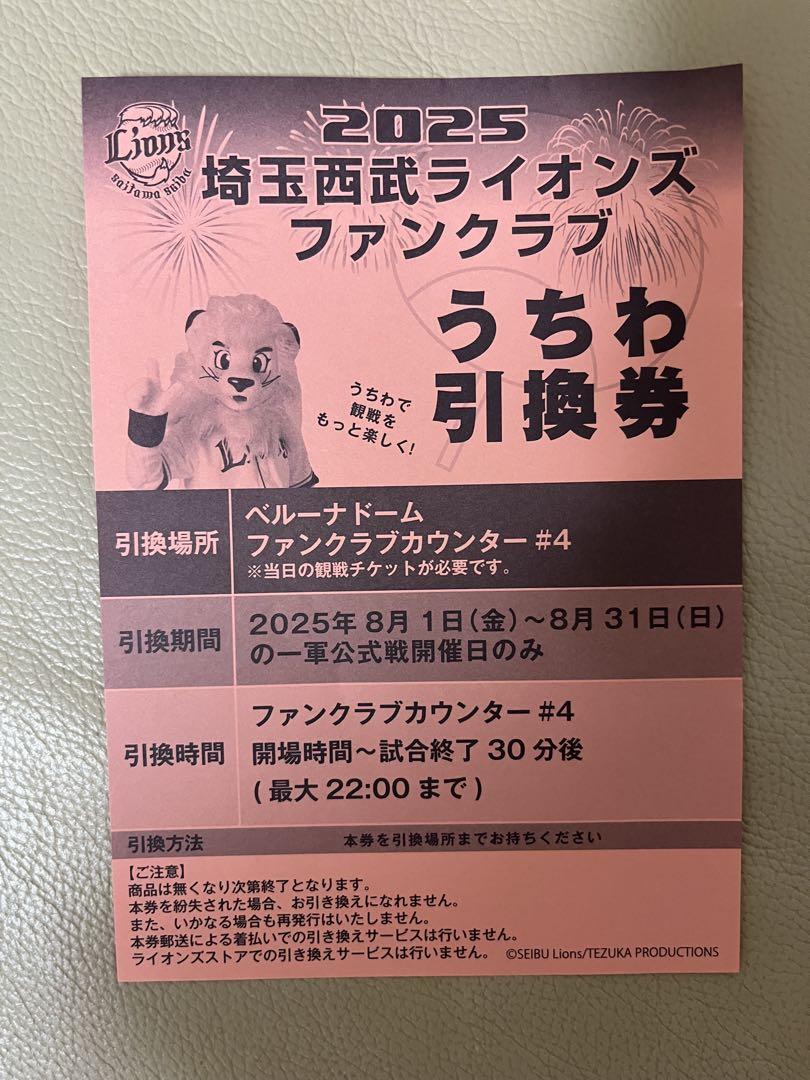 Lions
saitama seibu
2025
埼玉西武ライオンズ
ファンクラブ
うちわ
引換券
うちわで
観戦を
もっと楽しく!
引換場所
ベルーナドーム
ファンクラブカウンター #4
※当日の観戦チケットが必要です。
引換期間
2025年 8月 1日(金)～8月 31日(日)
の一軍公式戦開催日のみ
引換時間
ファンクラブカウンター #4
開場時間～試合終了 30 分後
( 最大 22:00 まで )
引換方法
本券を引換場所までお持ちください
【ご注意】
商品は無くなり次第終了となります。
本券を紛失された場合、お引き換えになれません。
また、いかなる場合も再発行はいたしません。
本券郵送による着払いでの引き換えサービスは行いません。
ライオンズストアでの引き換えサービスは行いません。
©SEIBU Lions/TEZUKA PRODUCTIONS